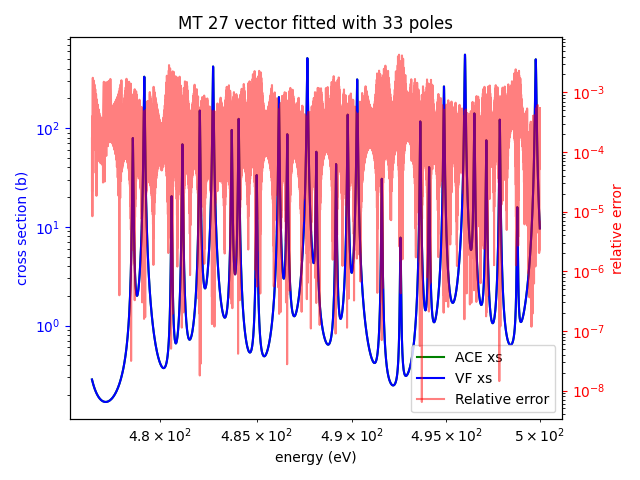 MT 27 vector fitted with 33 poles
cross section (b)
10²
10¹
10⁰
10⁻³
10⁻⁴
10⁻⁵
10⁻⁶
10⁻⁷
10⁻⁸
relative error
ACE xs
VF xs
Relative error
4.8 × 10²
4.85 × 10²
4.9 × 10²
4.95 × 10²
5 × 10²
energy (eV)